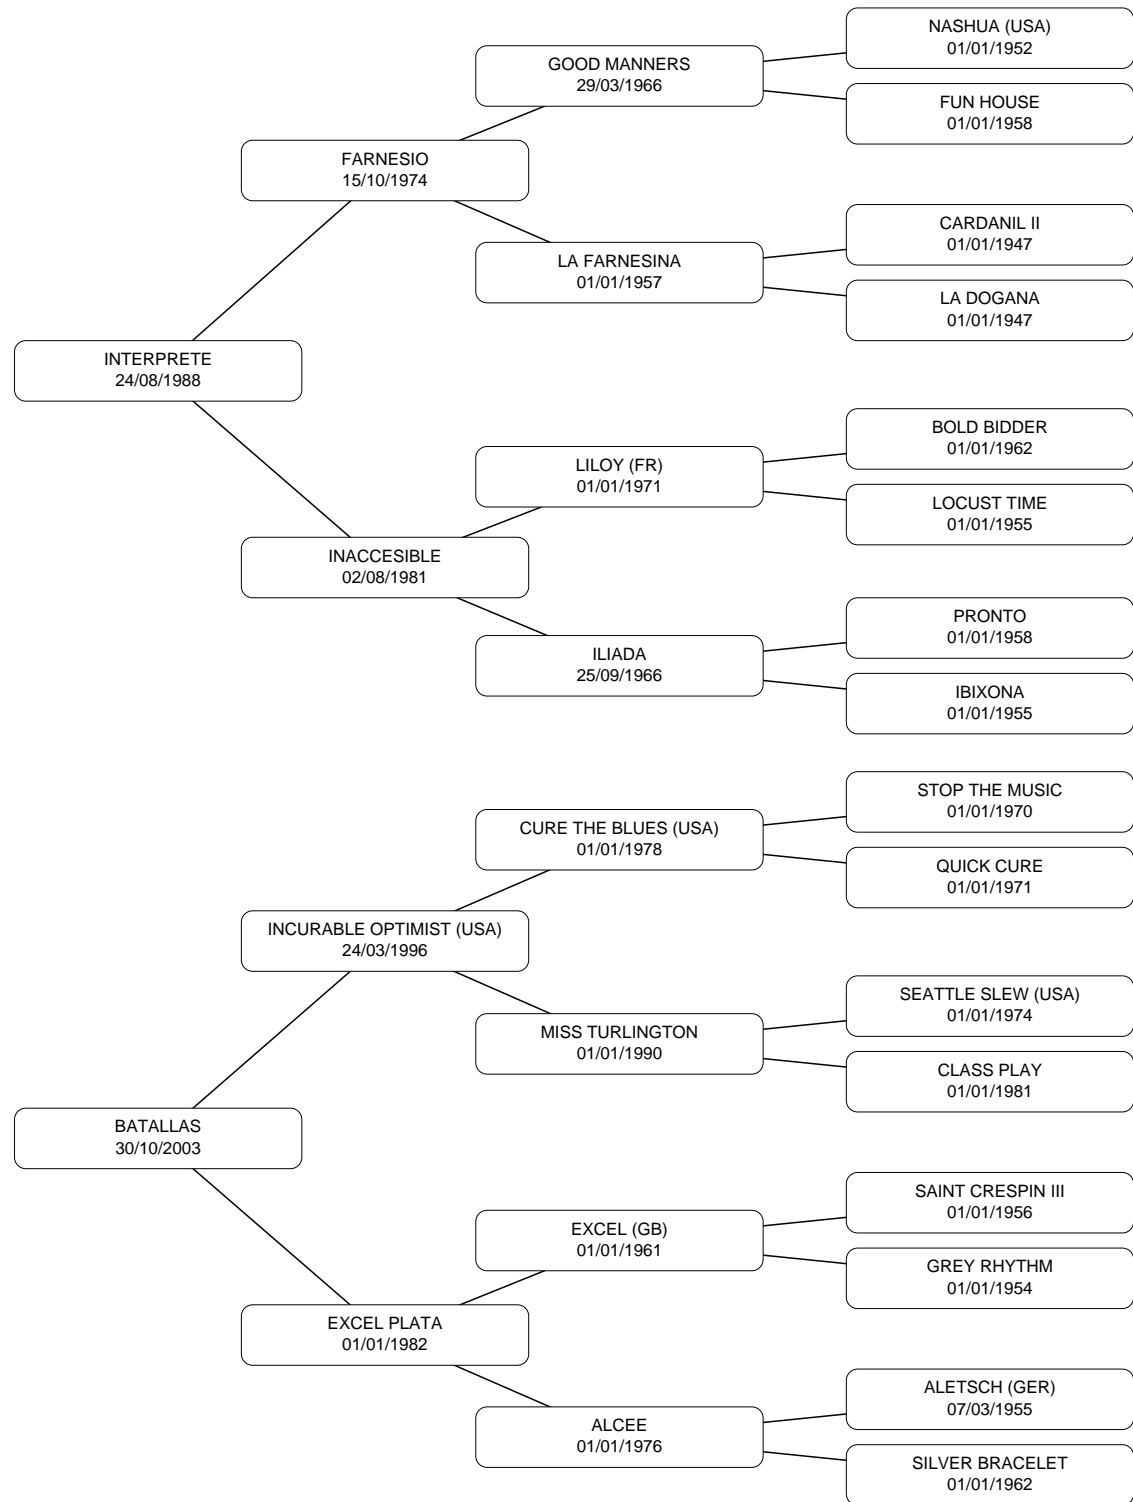 NASHUA (USA)
01/01/1952
GOOD MANNERS
29/03/1966
FUN HOUSE
01/01/1958
FARNESIO
15/10/1974
CARDANIL II
01/01/1947
LA FARNESINA
01/01/1957
LA DOGANA
01/01/1947
INTERPRETE
24/08/1988
BOLD BIDDER
01/01/1962
LILOY (FR)
01/01/1971
LOCUST TIME
01/01/1955
INACCESIBLE
02/08/1981
PRONTO
01/01/1958
ILIADA
25/09/1966
IBIXONA
01/01/1955
STOP THE MUSIC
01/01/1970
CURE THE BLUES (USA)
01/01/1978
QUICK CURE
01/01/1971
INCURABLE OPTIMIST (USA)
24/03/1996
SEATTLE SLEW (USA)
01/01/1974
MISS TURLINGTON
01/01/1990
CLASS PLAY
01/01/1981
BATALLAS
30/10/2003
SAINT CRESPIN III
01/01/1956
EXCEL (GB)
01/01/1961
GREY RHYTHM
01/01/1954
EXCEL PLATA
01/01/1982
ALETSCH (GER)
07/03/1955
ALCEE
01/01/1976
SILVER BRACELET
01/01/1962